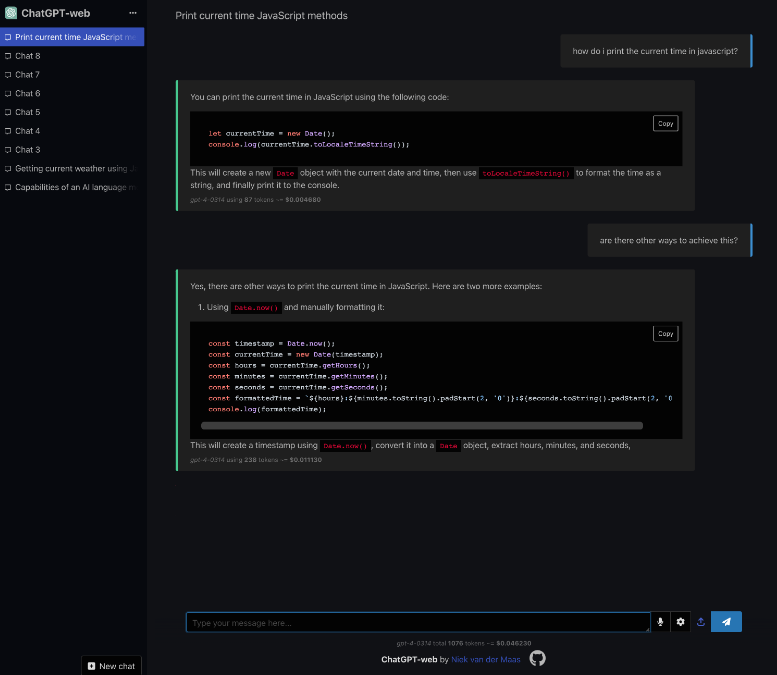 ChatGPT-web
Print current time JavaScript me
Chat 8
Chat 7
Chat 6
Chat 5
Chat 4
Chat 3
Getting current weather using J
Capabilities of an AI language m
New chat
Print current time JavaScript methods
how do i print the current time in javascript?
You can print the current time in JavaScript using the following code:
Copy
let currentTime = new Date();
console.log(currentTime.toLocaleTimeString());
This will create a new Date object with the current date and time, then use toLocaleTimeString() to format the time as a
string, and finally print it to the console.
gpt-4-0314 using 87 tokens ~= $0.004680
are there other ways to achieve this?
Yes, there are other ways to print the current time in JavaScript. Here are two more examples:
1. Using Date.now() and manually formatting it:
Copy
const timestamp = Date.now();
const currentTime = new Date(timestamp);
const hours = currentTime.getHours();
const minutes = currentTime.getMinutes();
const seconds = currentTime.getSeconds();
const formattedTime = `${hours}:${minutes.toString().padStart(2, '0')}:${seconds.toString().padStart(2, '0
console.log(formattedTime);
This will create a timestamp using Date.now(), convert it into a Date object, extract hours, minutes, and seconds,
gpt-4-0314 using 238 tokens ~= $0.011130
Type your message here...
gpt-4-0314 total 1076 tokens ~= $0.046230
ChatGPT-web by Niek van der Maas